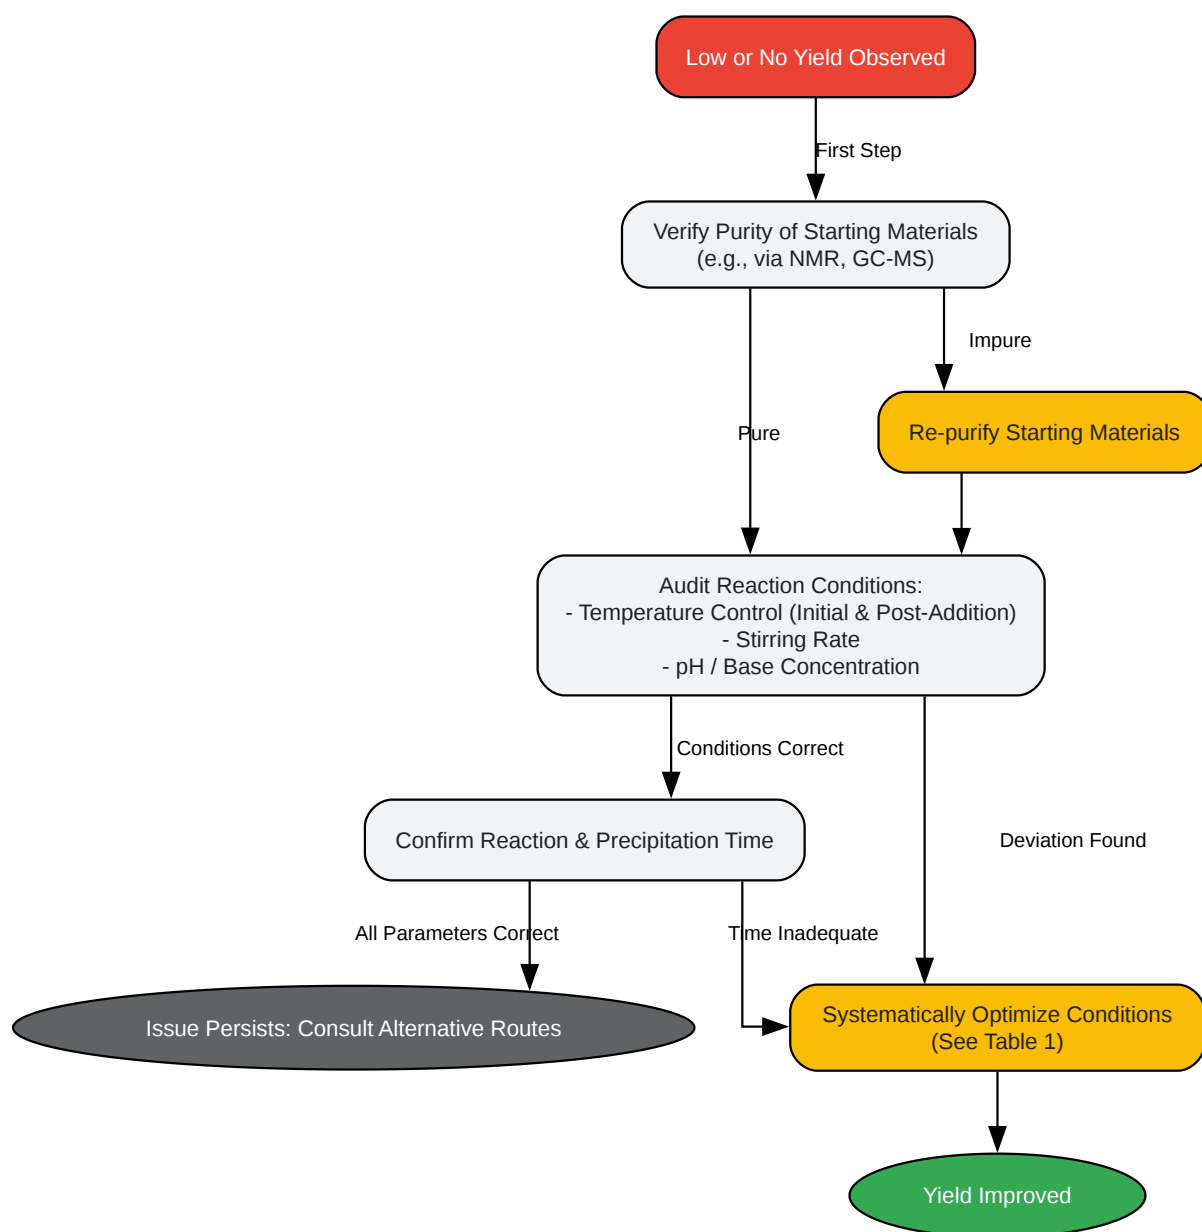 Low or No Yield Observed
First Step
Verify Purity of Starting Materials
(e.g., via NMR, GC-MS)
Impure
Re-purify Starting Materials
Pure
Audit Reaction Conditions:
- Temperature Control (Initial & Post-Addition)
- Stirring Rate
- pH / Base Concentration
Conditions Correct
Confirm Reaction & Precipitation Time
Deviation Found
All Parameters Correct
Time Inadequate
Issue Persists: Consult Alternative Routes
Systematically Optimize Conditions
(See Table 1)
Yield Improved